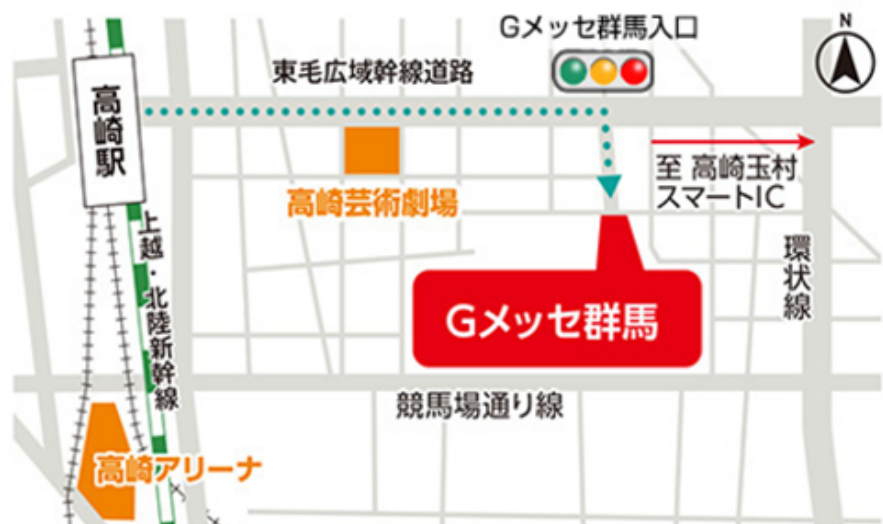 Gメッセ群馬入口
N
東毛広域幹線道路
高崎駅
至 高崎玉村
スマートIC
高崎芸術劇場
上越・北陸新幹線
環状線
Gメッセ群馬
競馬場通り線
高崎アリーナ